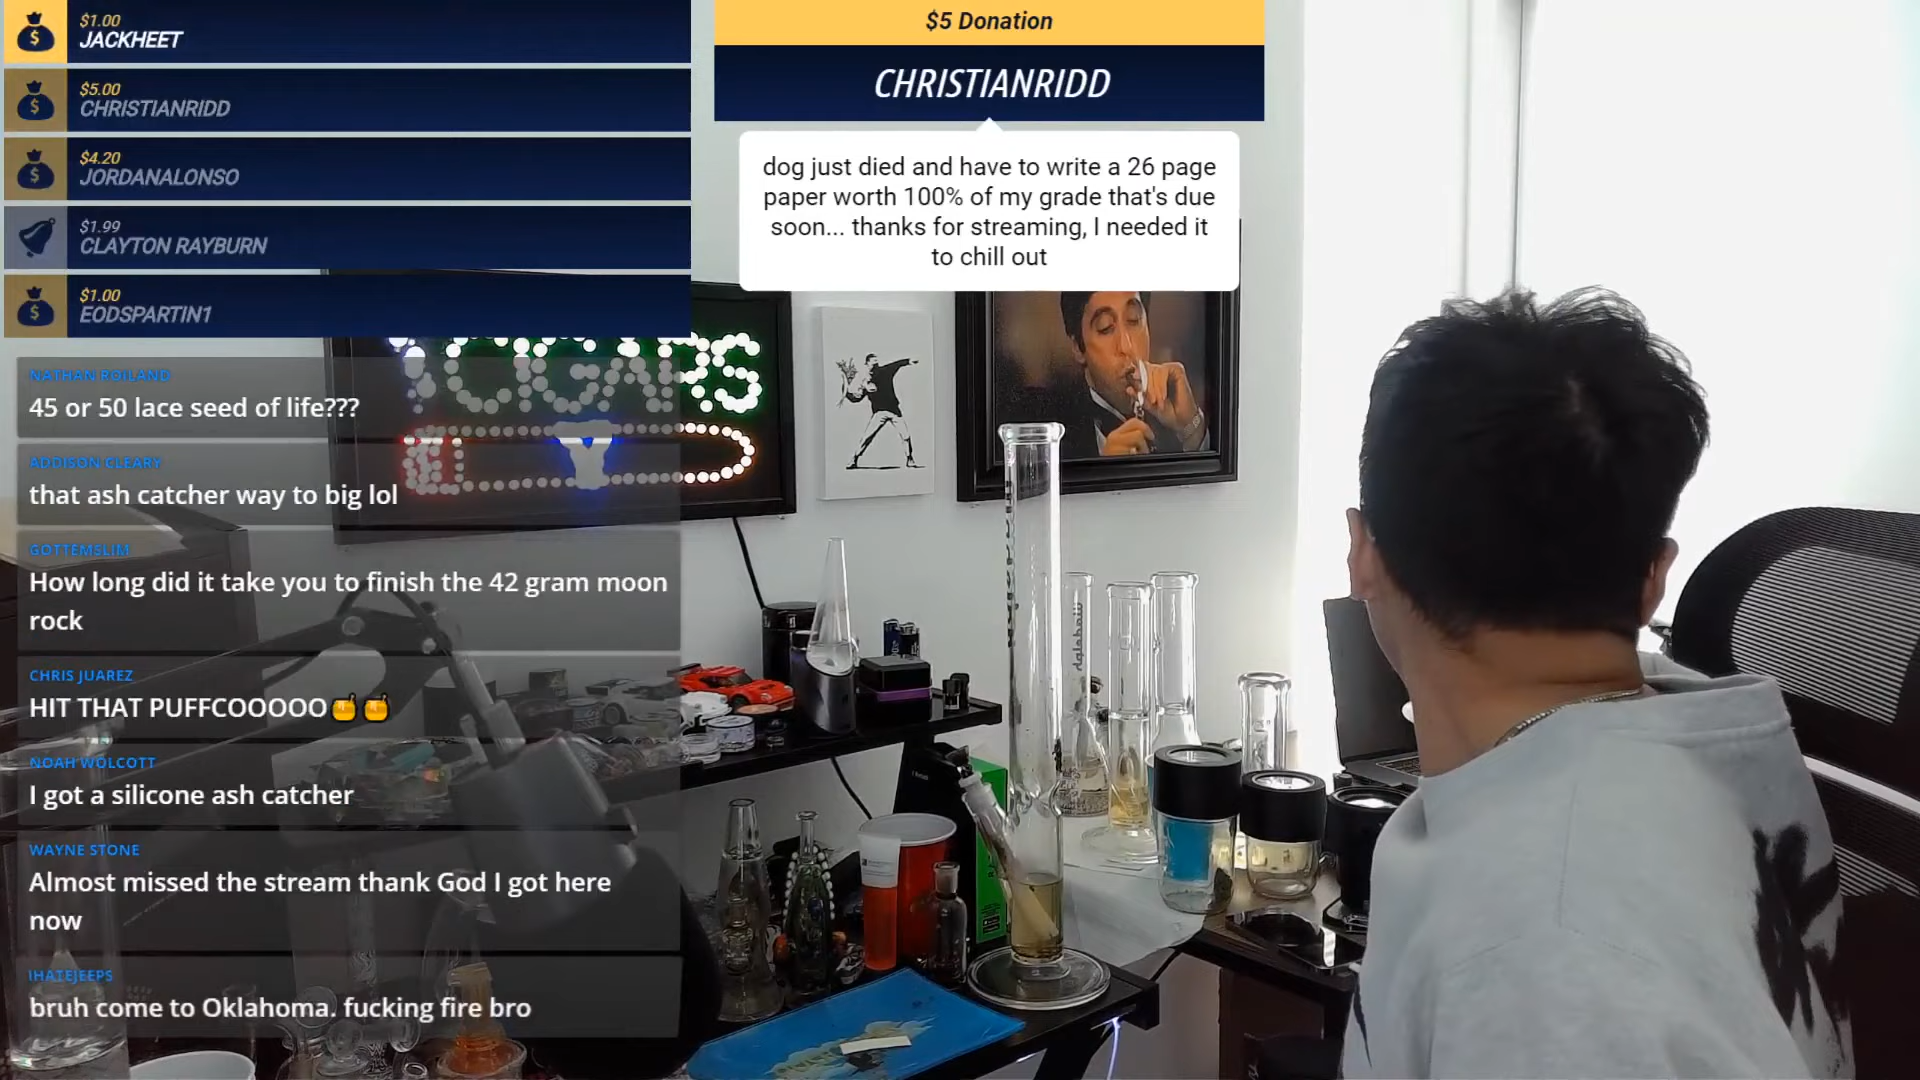 $1.00
JACKHEET
$5.00
CHRISTIANRIDD
$4.20
JORDANALONSO
$1.99
CLAYTON RAYBURN
$1.00
EODSPARTIN1
$5 Donation
CHRISTIANRIDD
dog just died and have to write a 26 page
paper worth 100% of my grade that's due
soon... thanks for streaming, I needed it
to chill out
CIGARS
NATHAN ROILAND
45 or 50 lace seed of life???
ADDISON CLEARY
that ash catcher way to big lol
GOTTEMSLIM
How long did it take you to finish the 42 gram moon
rock
CHRIS JUAREZ
HIT THAT PUFFCOOOOO🍯🍯
NOAH WOLCOTT
I got a silicone ash catcher
WAYNE STONE
Almost missed the stream thank God I got here
now
IHATEJEEPS
bruh come to Oklahoma. fucking fire bro